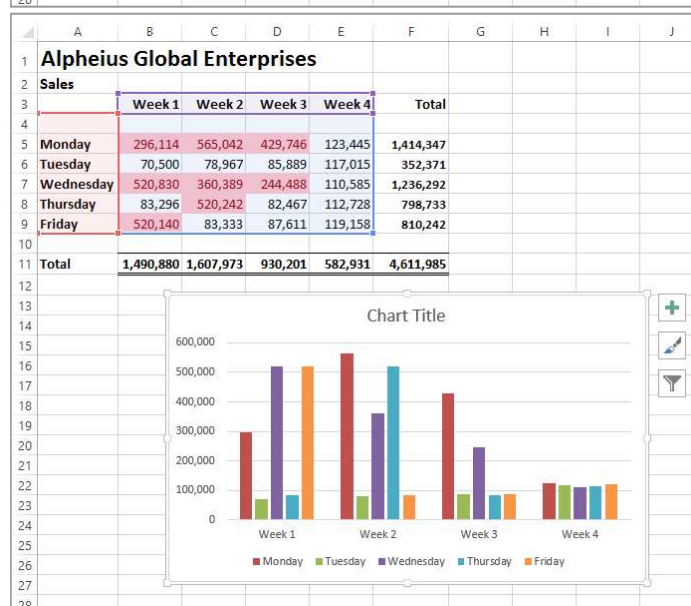 20
A B C D E F G H I J
1 Alpheius Global Enterprises
2 Sales
3 Week 1 Week 2 Week 3 Week 4 Total
4
5 Monday 296,114 565,042 429,746 123,445 1,414,347
6 Tuesday 70,500 78,967 85,889 117,015 352,371
7 Wednesday 520,830 360,389 244,488 110,585 1,236,292
8 Thursday 83,296 520,242 82,467 112,728 798,733
9 Friday 520,140 83,333 87,611 119,158 810,242
10
11 Total 1,490,880 1,607,973 930,201 582,931 4,611,985
12
13
14
15
16
17
18
19
20
21
22
23
24
25
26
27
28
Chart Title
600,000
500,000
400,000
300,000
200,000
100,000
0
Week 1 Week 2 Week 3 Week 4
Monday Tuesday Wednesday Thursday Friday